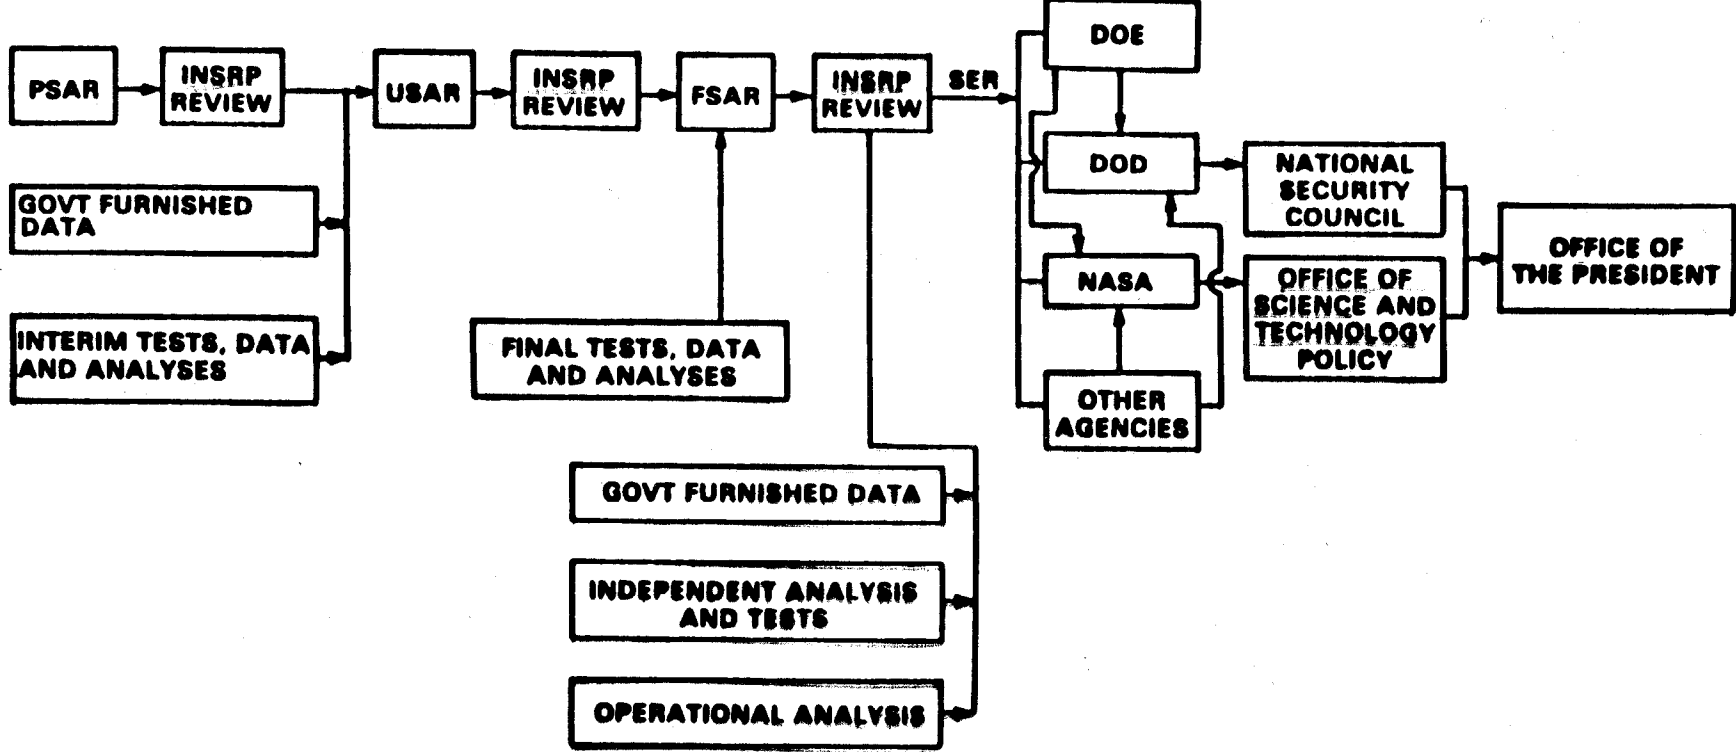 PSAR
INSRP
REVIEW
USAR
INSRP
REVIEW
FSAR
INSRP
REVIEW
SER
DOE
DOD
NASA
OTHER
AGENCIES
NATIONAL
SECURITY
COUNCIL
OFFICE OF
SCIENCE AND
TECHNOLOGY
POLICY
OFFICE OF
THE PRESIDENT
GOVT FURNISHED
DATA
INTERIM TESTS, DATA
AND ANALYSES
FINAL TESTS, DATA
AND ANALYSES
GOVT FURNISHED DATA
INDEPENDENT ANALYSIS
AND TESTS
OPERATIONAL ANALYSIS